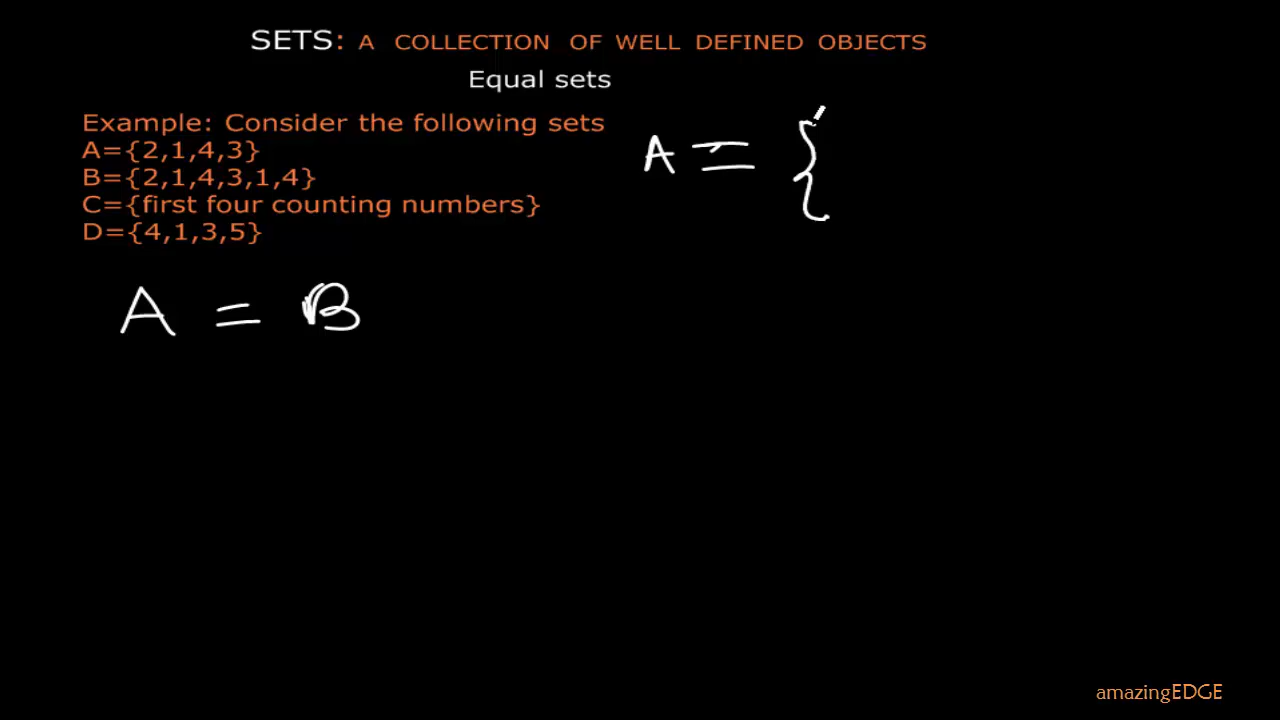 SETS: A COLLECTION OF WELL DEFINED OBJECTS
Equal sets
Example: Consider the following sets
A={2,1,4,3}
B={2,1,4,3,1,4}
C={first four counting numbers}
D={4,1,3,5}
A = {
A = B
amazingEDGE